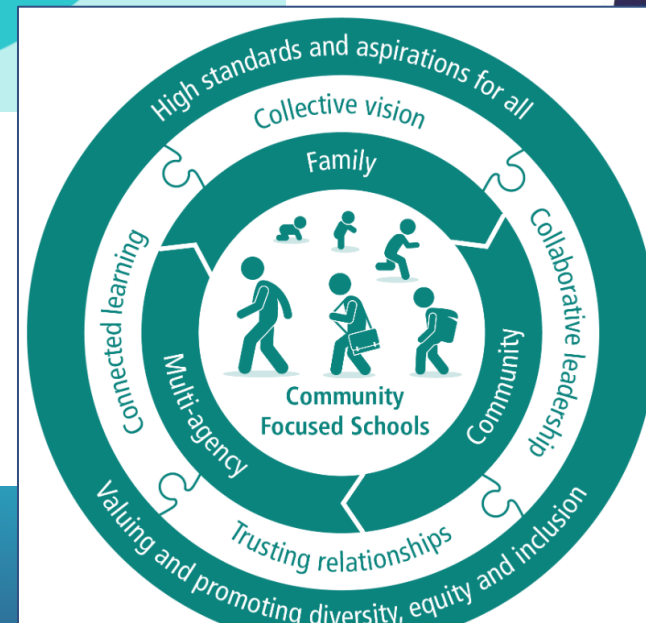 High standards and aspirations for all
Collective vision
Family
Connected learning
Collaborative leadership
Multi-agency
Community
Community
Focused Schools
Trusting relationships
Valuing and promoting diversity, equity and inclusion